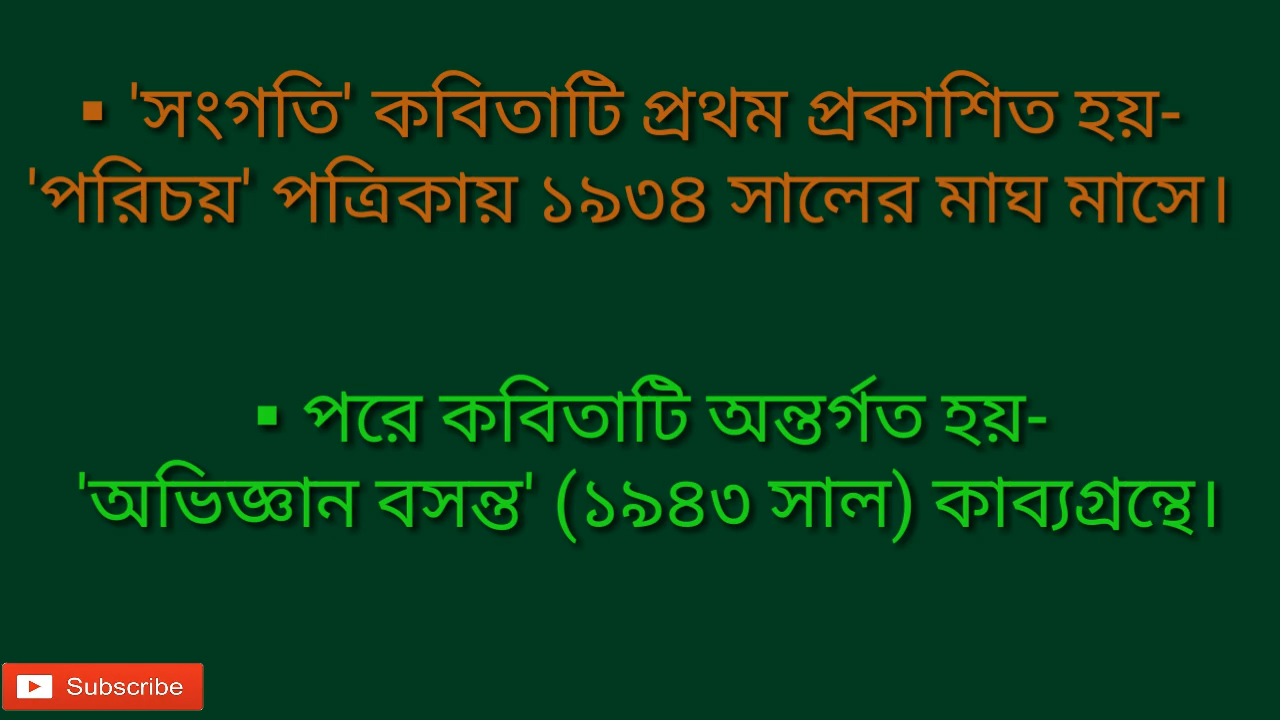 ▪ 'সংগতি' কবিতাটি প্রথম প্রকাশিত হয়-
'পরিচয়' পত্রিকায় ১৯৩৪ সালের মাঘ মাসে।
▪ পরে কবিতাটি অন্তর্গত হয়-
'অভিজ্ঞান বসন্ত' (১৯৪৩ সাল) কাব্যগ্রন্থে।
Subscribe